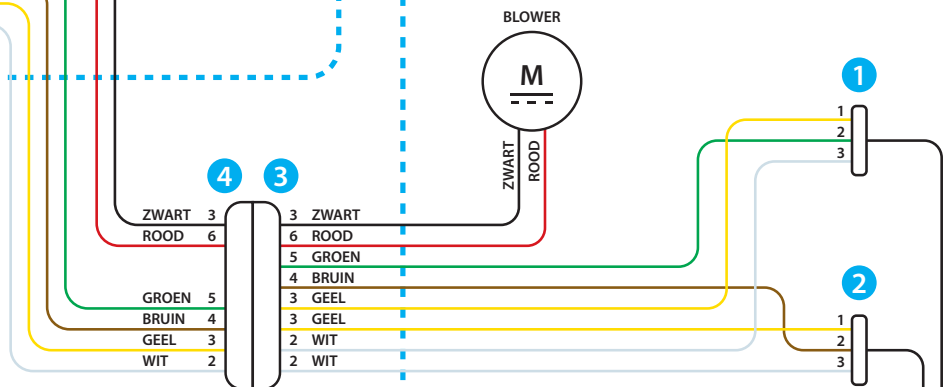 BLOWER
M
1
1
2
3
ZWART
ROOD
4
3
ZWART 3
ROOD 6
3 ZWART
6 ROOD
5 GROEN
4 BRUIN
3 GEEL
3 GEEL
2 WIT
2 WIT
GROEN 5
BRUIN 4
GEEL 3
WIT 2
2
1
2
3